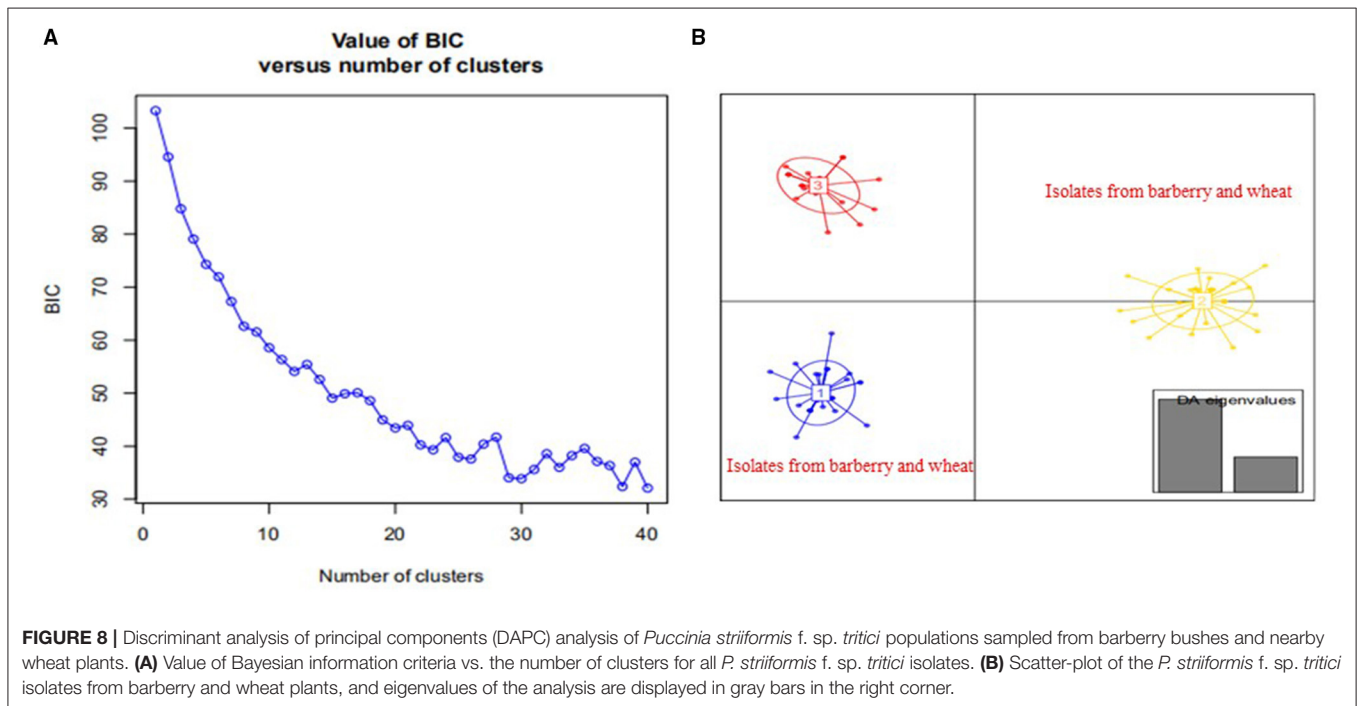 A
Value of BIC
versus number of clusters
BIC
100
90
80
70
60
50
40
30
0 10 20 30 40
Number of clusters
B
3
Isolates from barberry and wheat
2
1
DA eigenvalues
Isolates from barberry and wheat
FIGURE 8 | Discriminant analysis of principal components (DAPC) analysis of Puccinia striiformis f. sp. tritici populations sampled from barberry bushes and nearby
wheat plants. (A) Value of Bayesian information criteria vs. the number of clusters for all P. striiformis f. sp. tritici isolates. (B) Scatter-plot of the P. striiformis f. sp. tritici
isolates from barberry and wheat plants, and eigenvalues of the analysis are displayed in gray bars in the right corner.